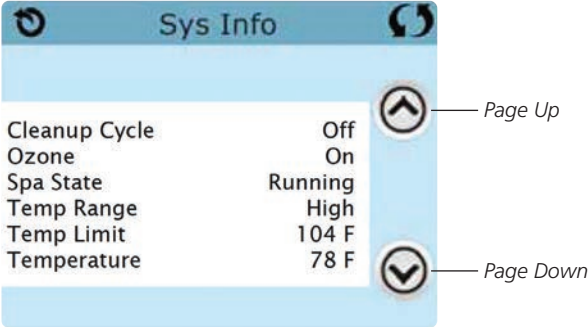 Sys Info
Page Up
Cleanup Cycle Off
Ozone On
Spa State Running
Temp Range High
Temp Limit 104 F
Temperature 78 F
Page Down